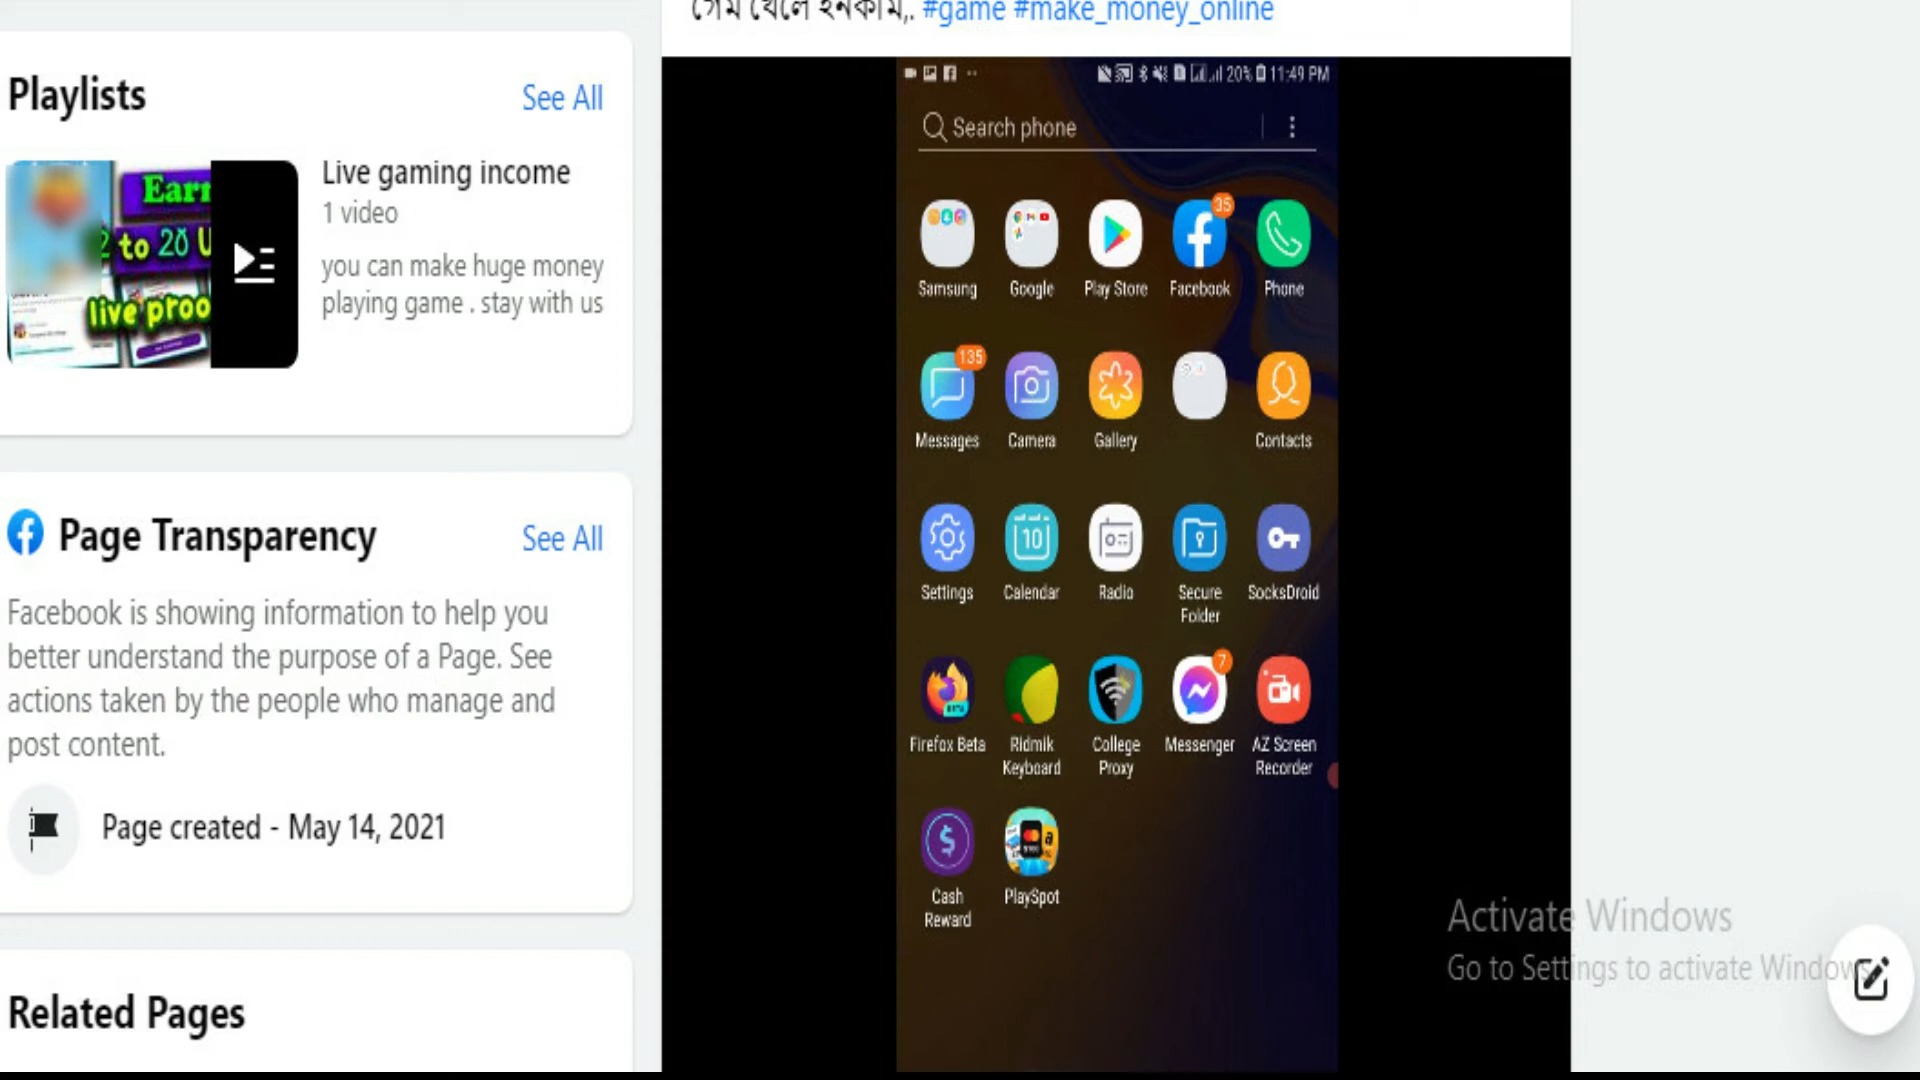 গেম খেলে ইনকাম,. #game #make_money_online
Playlists
See All
Earn
2 to 20 U
live proo
Live gaming income
1 video
you can make huge money
playing game . stay with us
Page Transparency
See All
Facebook is showing information to help you
better understand the purpose of a Page. See
actions taken by the people who manage and
post content.
Page created - May 14, 2021
Related Pages
20% 11:49 PM
Search phone
35
Samsung Google Play Store Facebook Phone
135
Messages Camera Gallery Contacts
10
Settings Calendar Radio Secure Folder SocksDroid
7
Firefox Beta Ridmik Keyboard College Proxy Messenger AZ Screen Recorder
Cash Reward PlaySpot
Activate Windows
Go to Settings to activate Windows